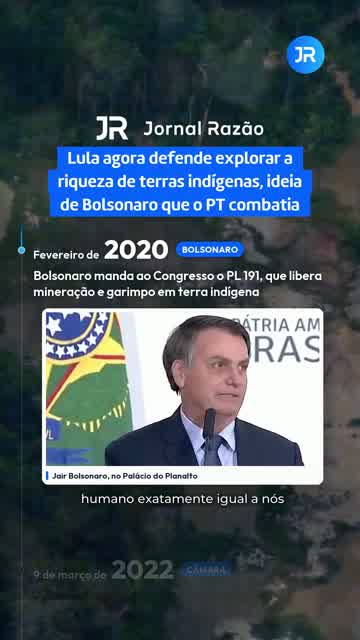 JR
JR Jornal Razão
Lula agora defende explorar a
riqueza de terras indígenas, ideia
de Bolsonaro que o PT combatia
Fevereiro de 2020 BOLSONARO
Bolsonaro manda ao Congresso o PL 191, que libera
mineração e garimpo em terra indígena
PÁTRIA AM
BRAS
Jair Bolsonaro, no Palácio do Planalto
humano exatamente igual a nós
9 de março de 2022 CÂMARA